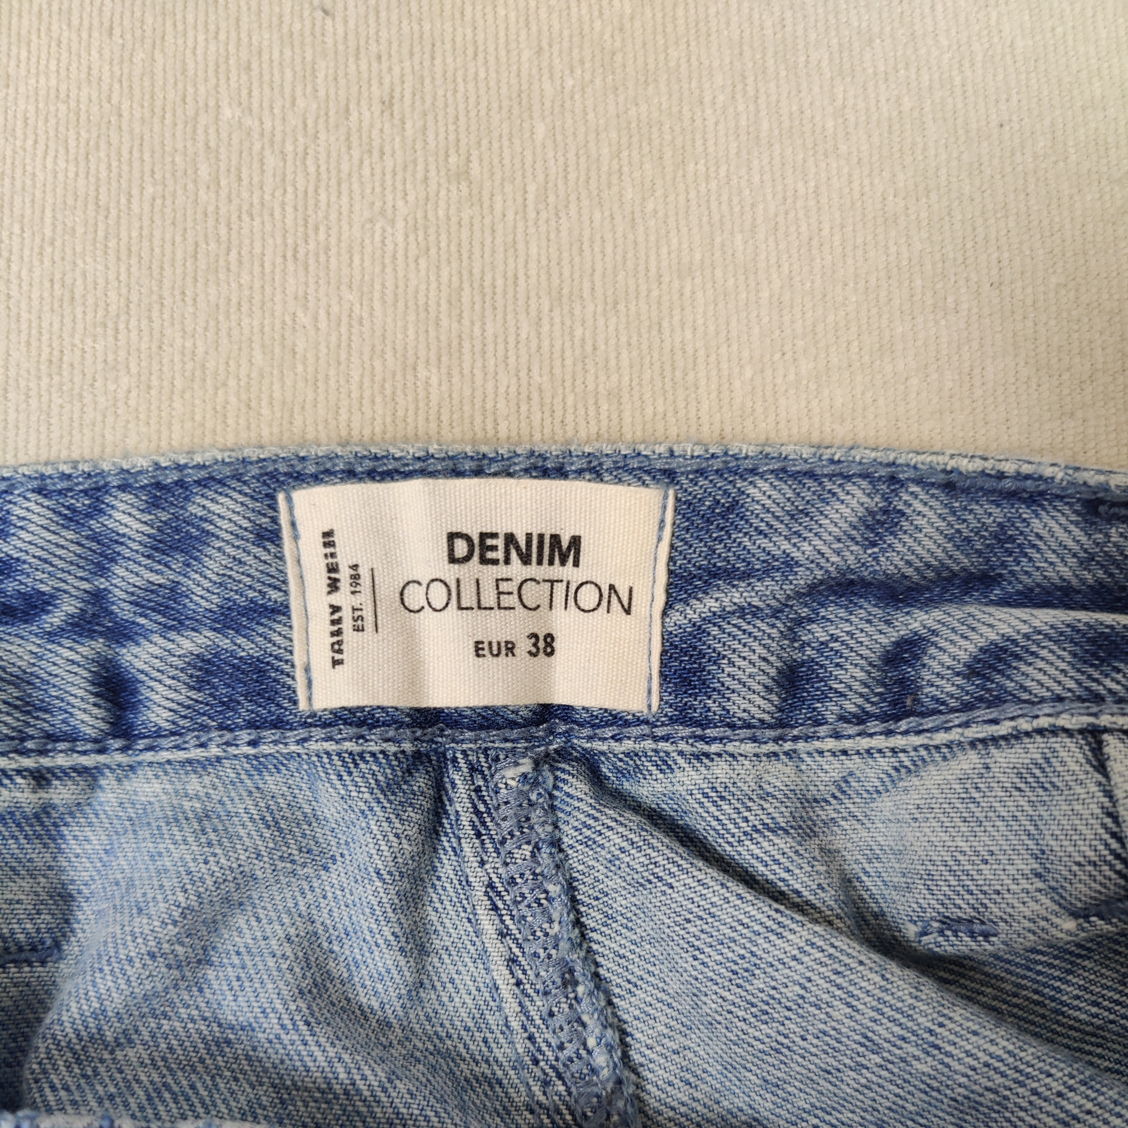 TALLY WEiJL
EST. 1984
DENIM
COLLECTION
EUR 38